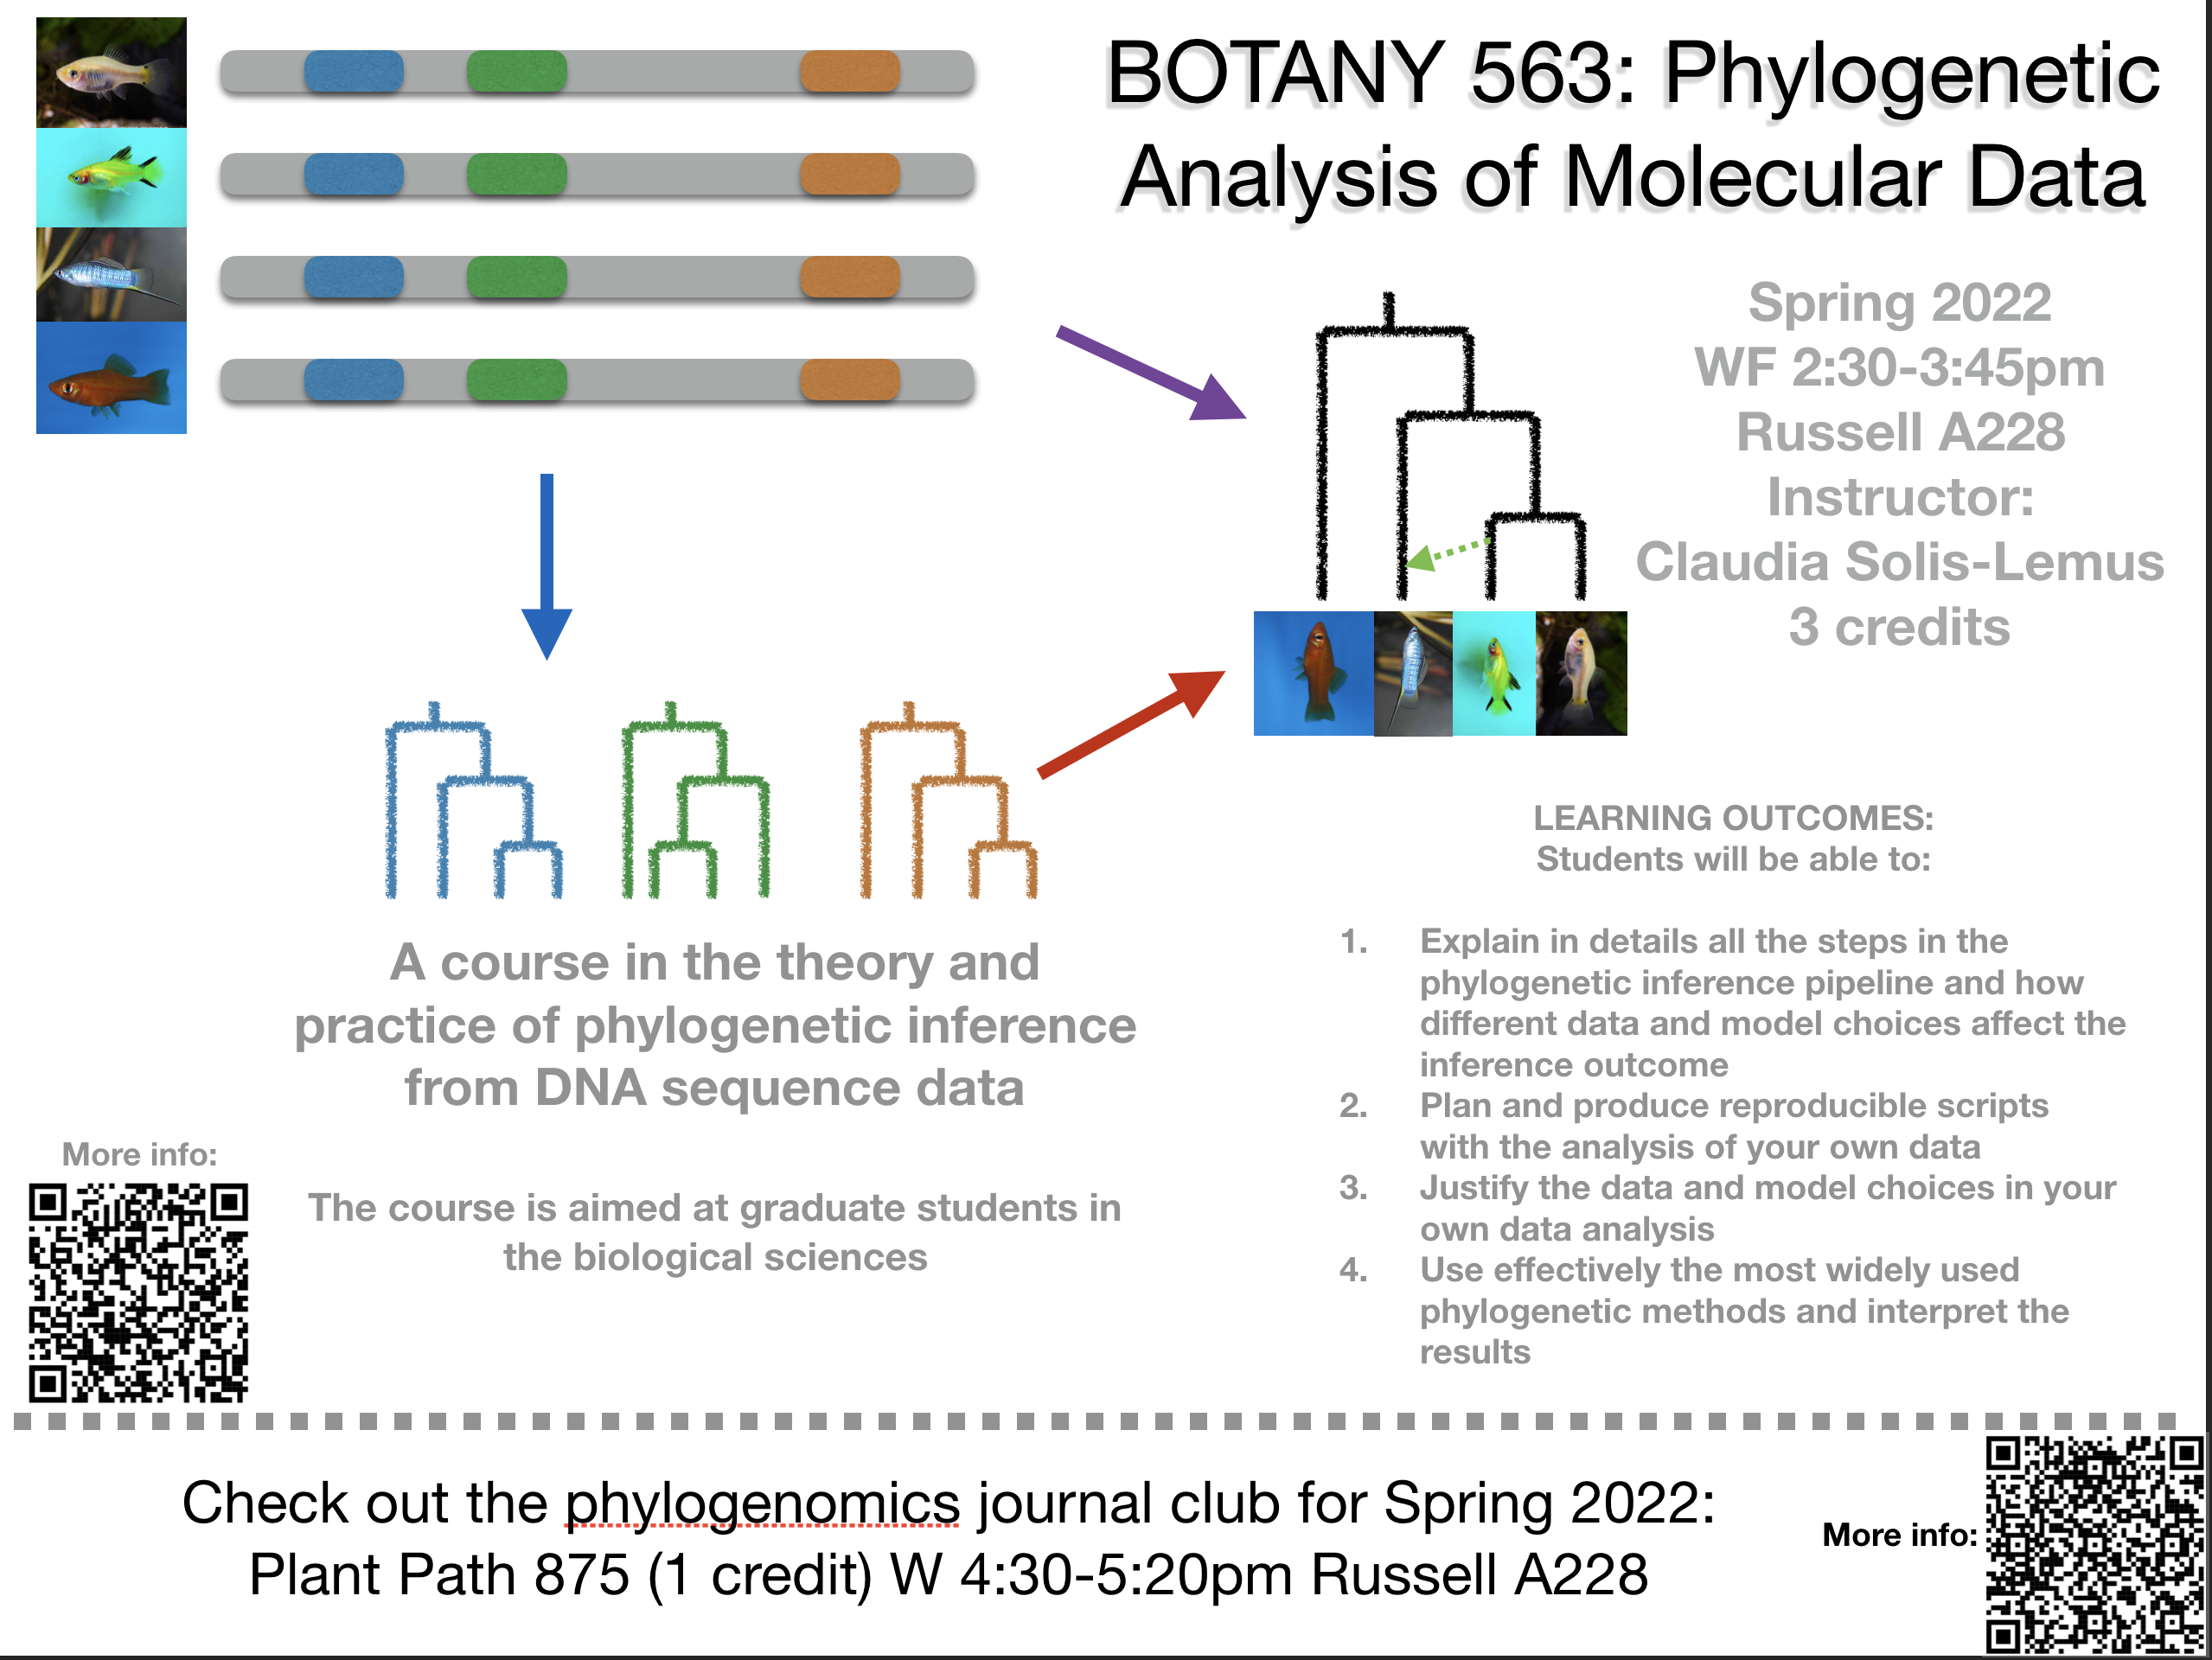 BOTANY 563: Phylogenetic
Analysis of Molecular Data
Spring 2022
WF 2:30-3:45pm
Russell A228
Instructor:
Claudia Solis-Lemus
3 credits
A course in the theory and
practice of phylogenetic inference
from DNA sequence data
The course is aimed at graduate students in
the biological sciences
More info:
LEARNING OUTCOMES:
Students will be able to:
1. Explain in details all the steps in the
phylogenetic inference pipeline and how
different data and model choices affect the
inference outcome
2. Plan and produce reproducible scripts
with the analysis of your own data
3. Justify the data and model choices in your
own data analysis
4. Use effectively the most widely used
phylogenetic methods and interpret the
results
Check out the phylogenomics journal club for Spring 2022:
Plant Path 875 (1 credit) W 4:30-5:20pm Russell A228
More info: